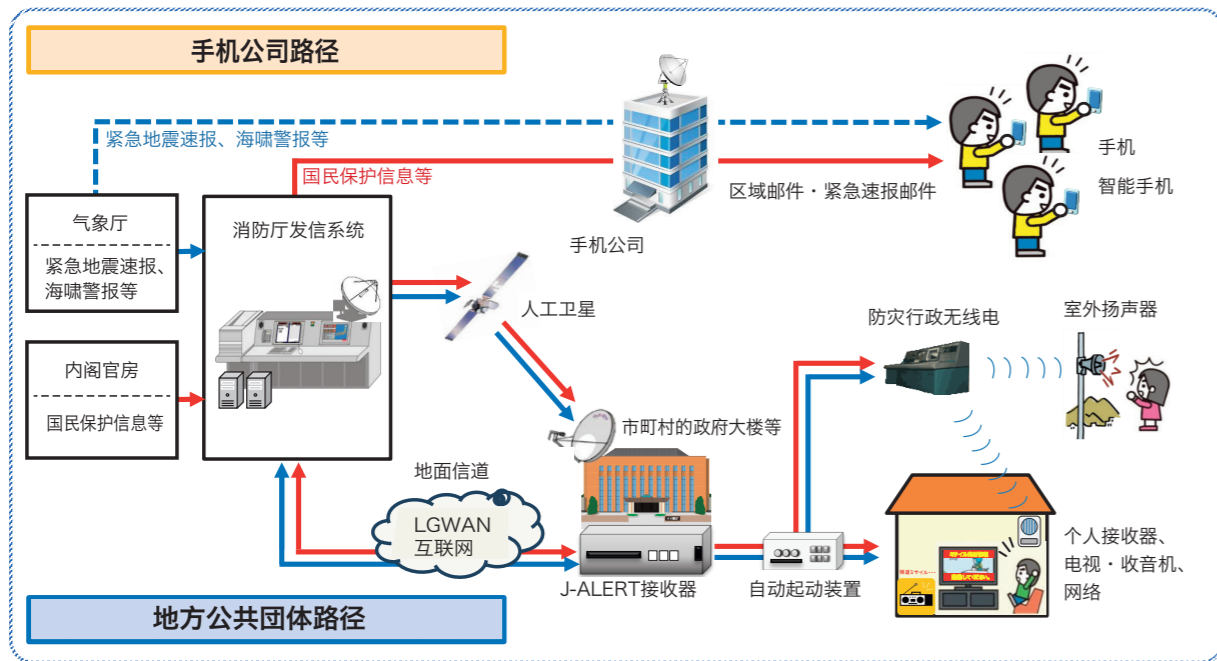 手机公司路径
紧急地震速报、海啸警报等
国民保护信息等
手机
智能手机
区域邮件・紧急速报邮件
手机公司
气象厅
紧急地震速报、
海啸警报等
消防厅发信系统
人工卫星
内阁官房
国民保护信息等
防灾行政无线电
室外扬声器
市町村的政府大楼等
地面信道
LGWAN
互联网
J-ALERT接收器
自动起动装置
个人接收器、
电视・收音机、
网络
地方公共团体路径